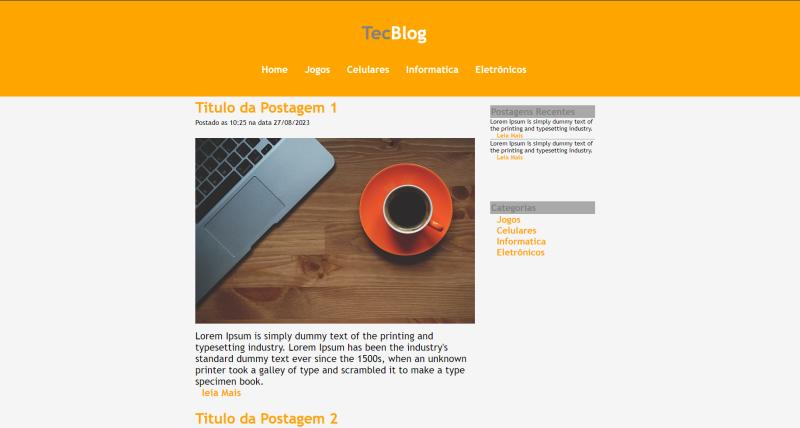 TecBlog
Home Jogos Celulares Informatica Eletrônicos
Titulo da Postagem 1
Postado as 10:25 na data 27/08/2023
Lorem Ipsum is simply dummy text of the printing and
typesetting industry. Lorem Ipsum has been the industry's
standard dummy text ever since the 1500s, when an unknown
printer took a galley of type and scrambled it to make a type
specimen book.
leia Mais
Titulo da Postagem 2
Postagens Recentes
Lorem Ipsum is simply dummy text of
the printing and typesetting industry.
Leia Mais
Lorem Ipsum is simply dummy text of
the printing and typesetting industry.
Leia Mais
Categorias
Jogos
Celulares
Informatica
Eletrônicos